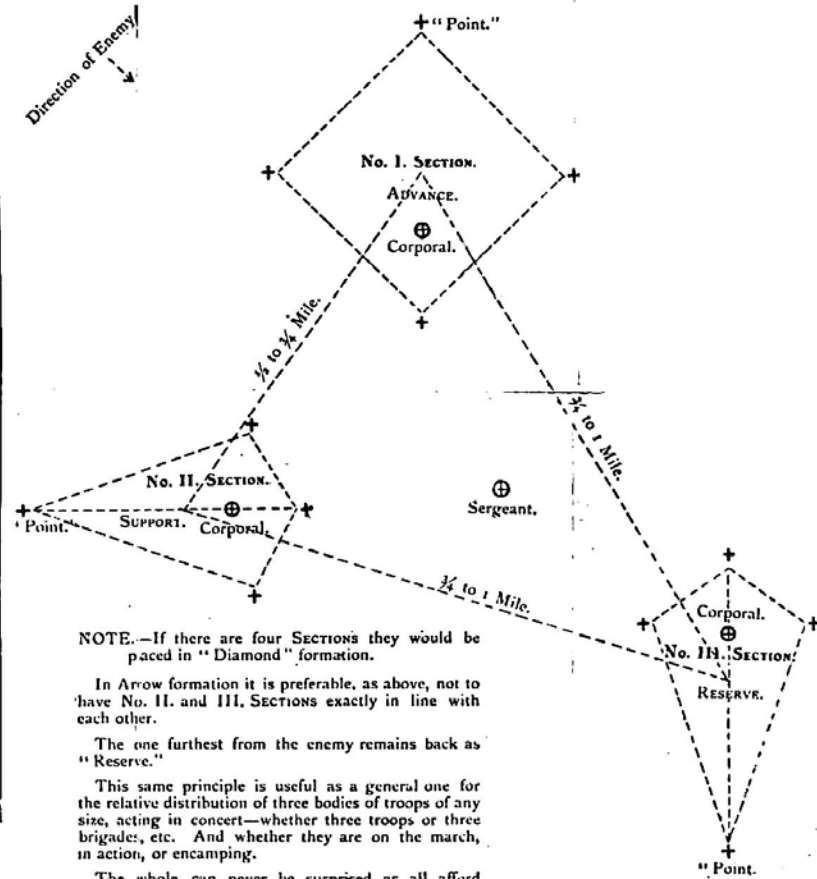 "Point."
Direction of Enemy
No. I. SECTION.
ADVANCE.
Corporal.
½ to ¾ Mile.
¾ to 1 Mile.
No. II. SECTION.
"Point."
SUPPORT.
Corporal.
Sergeant.
¾ to 1 Mile.
Corporal.
No. III. SECTION.
RESERVE.
"Point.
NOTE.—If there are four SECTIONS they would be
paced in "Diamond" formation.
In Arrow formation it is preferable, as above, not to
have No. II. and III. SECTIONS exactly in line with
each other.
The one furthest from the enemy remains back as
"Reserve."
This same principle is useful as a general one for
the relative distribution of three bodies of troops of any
size, acting in concert—whether three troops or three
brigades, etc. And whether they are on the march,
in action, or encamping.
The whole can never be surprised as all afford